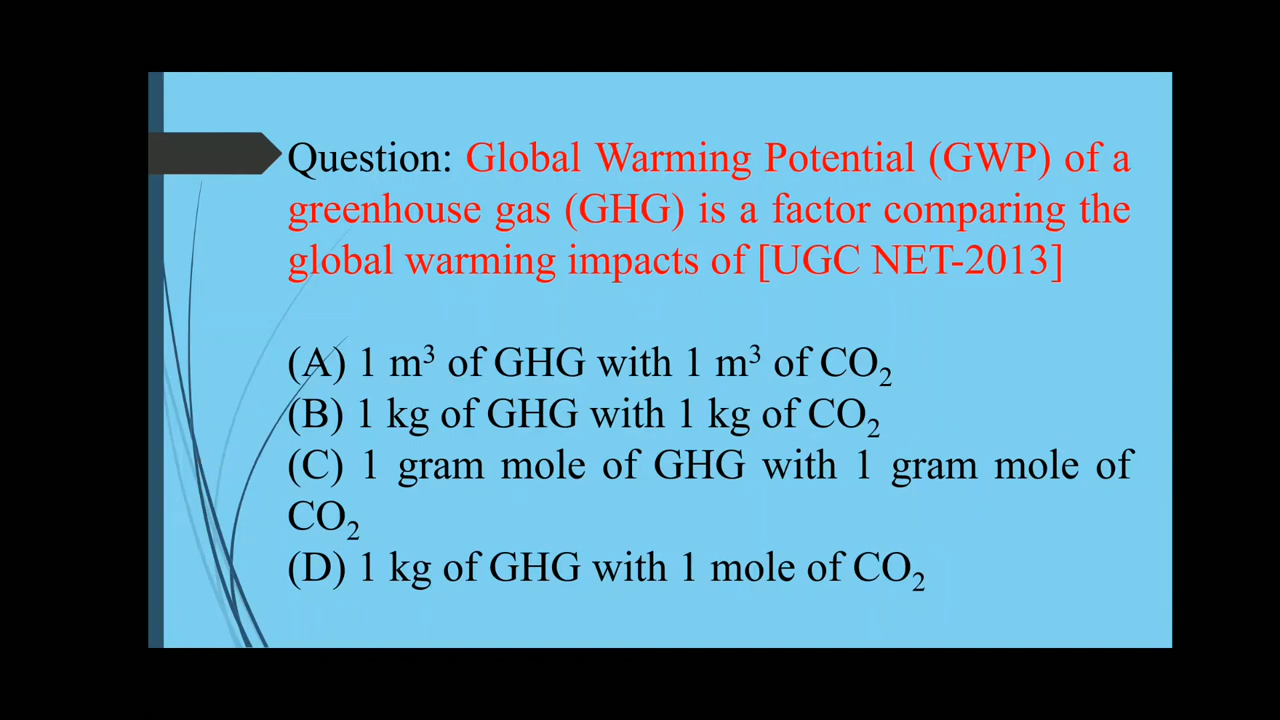 Question: Global Warming Potential (GWP) of a
greenhouse gas (GHG) is a factor comparing the
global warming impacts of [UGC NET-2013]
(A) 1 m³ of GHG with 1 m³ of CO₂
(B) 1 kg of GHG with 1 kg of CO₂
(C) 1 gram mole of GHG with 1 gram mole of
CO₂
(D) 1 kg of GHG with 1 mole of CO₂